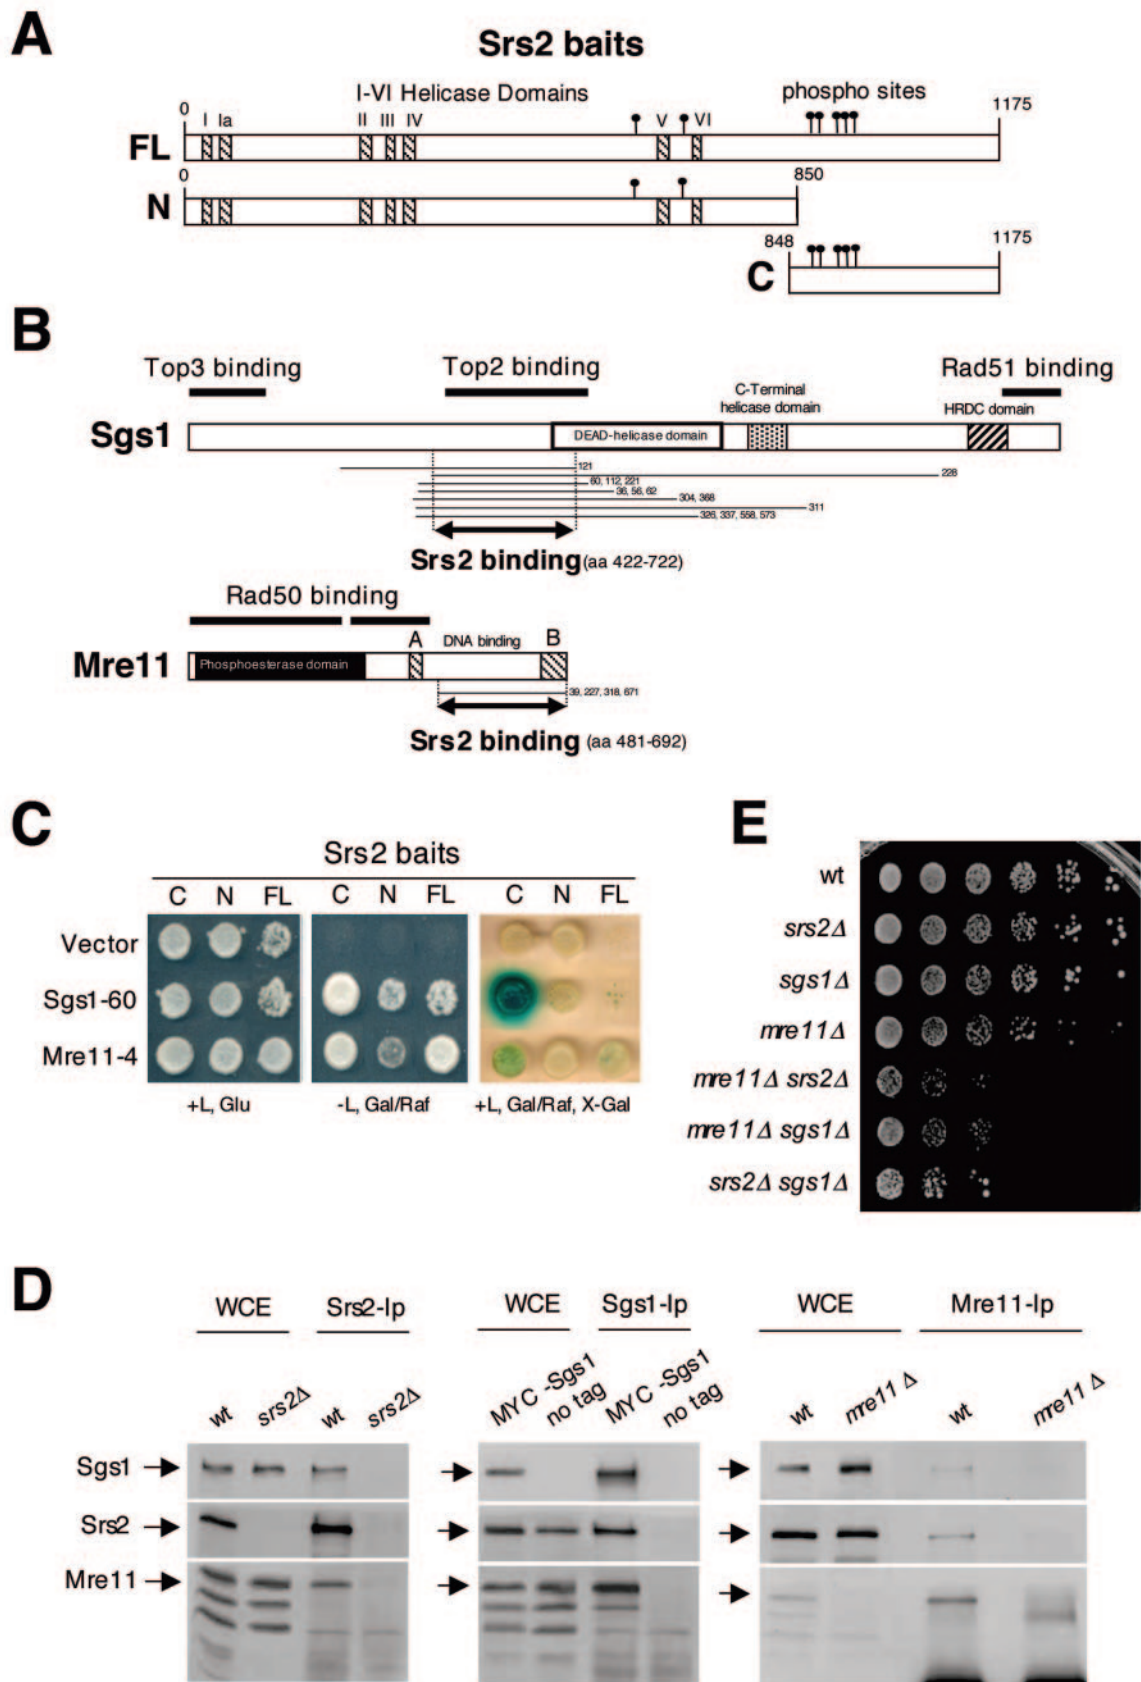 A
Srs2 baits
I-VI Helicase Domains
phospho sites
0
I Ia II III IV V VI
1175
FL
0
850
N
848
1175
C
B
Top3 binding
Top2 binding
Rad51 binding
C-Terminal
helicase domain
HRDC domain
Sgs1
DEAD-helicase domain
121
228
60, 112, 221
36, 56, 62
304, 368
311
326, 337, 558, 573
Srs2 binding (aa 422-722)
Rad50 binding
A
DNA binding
B
Mre11
Phosphoesterase domain
39, 227, 318, 671
Srs2 binding (aa 481-692)
C
Srs2 baits
C N FL C N FL C N FL
Vector
Sgs1-60
Mre11-4
+L, Glu
-L, Gal/Raf
+L, Gal/Raf, X-Gal
E
wt
srs2Δ
sgs1Δ
mre11Δ
mre11Δ srs2Δ
mre11Δ sgs1Δ
srs2Δ sgs1Δ
D
WCE
Srs2-Ip
WCE
Sgs1-Ip
WCE
Mre11-Ip
wt
srs2Δ
wt
srs2Δ
MYC -Sgs1
no tag
MYC -Sgs1
no tag
wt
mre11 Δ
wt
mre11 Δ
Sgs1
Srs2
Mre11